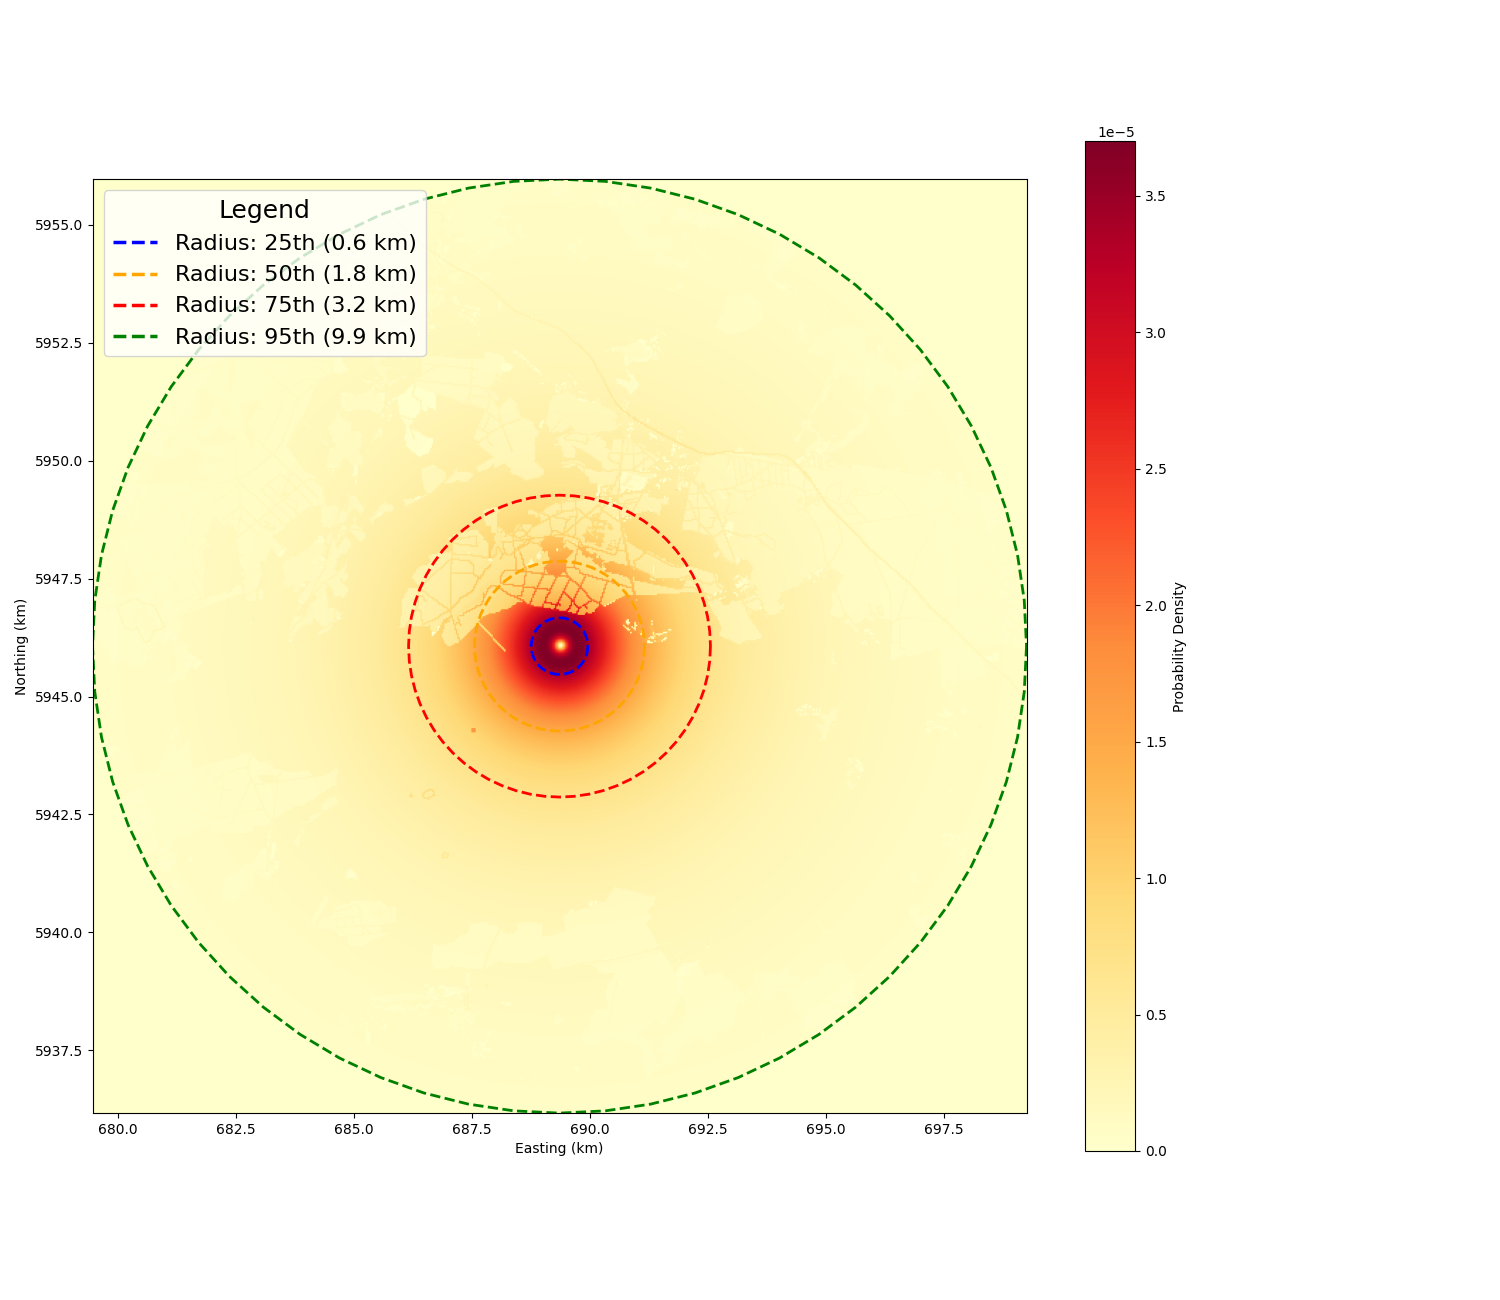 1e−5
Legend
Radius: 25th (0.6 km)
Radius: 50th (1.8 km)
Radius: 75th (3.2 km)
Radius: 95th (9.9 km)
5955.0
5952.5
5950.0
5947.5
5945.0
5942.5
5940.0
5937.5
Northing (km)
680.0 682.5 685.0 687.5 690.0 692.5 695.0 697.5
Easting (km)
3.5
3.0
2.5
2.0
1.5
1.0
0.5
0.0
Probability Density